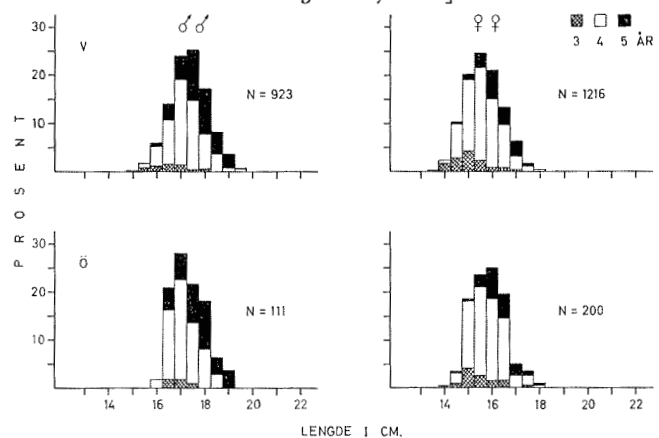 30
20
10
V
♂♂
N = 923
♀♀
N = 1216
3 4 5 ÅR
PROSENT
30
20
10
Ö
N = 111
N = 200
14 16 18 20 22
14 16 18 20 22
LENGDE I CM.